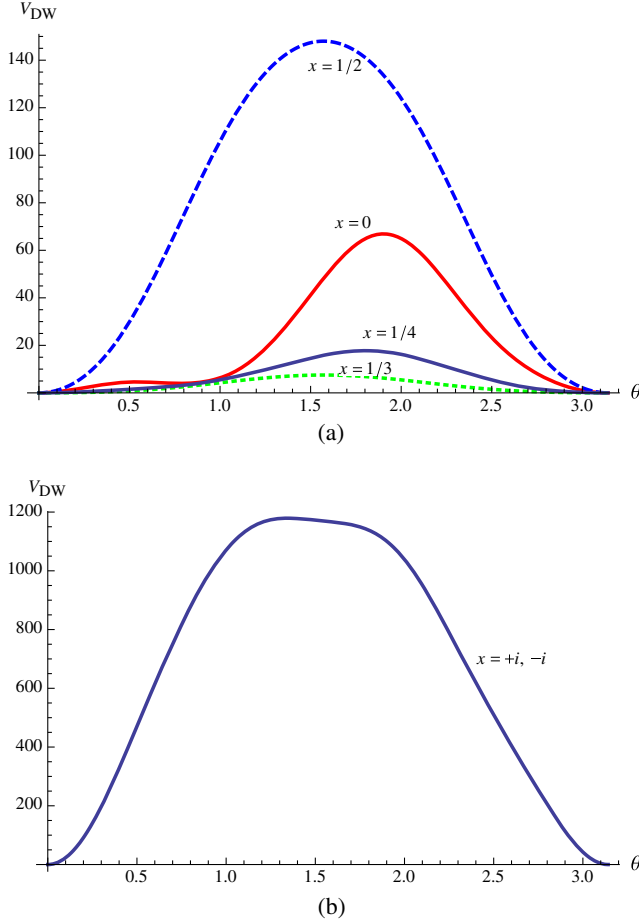 V_DW
140
120
100
80
60
40
20
x = 1/2
x = 0
x = 1/4
x = 1/3
0.5 1.0 1.5 2.0 2.5 3.0 θ
(a)
V_DW
1200
1000
800
600
400
200
x = +i, −i
0.5 1.0 1.5 2.0 2.5 3.0 θ
(b)